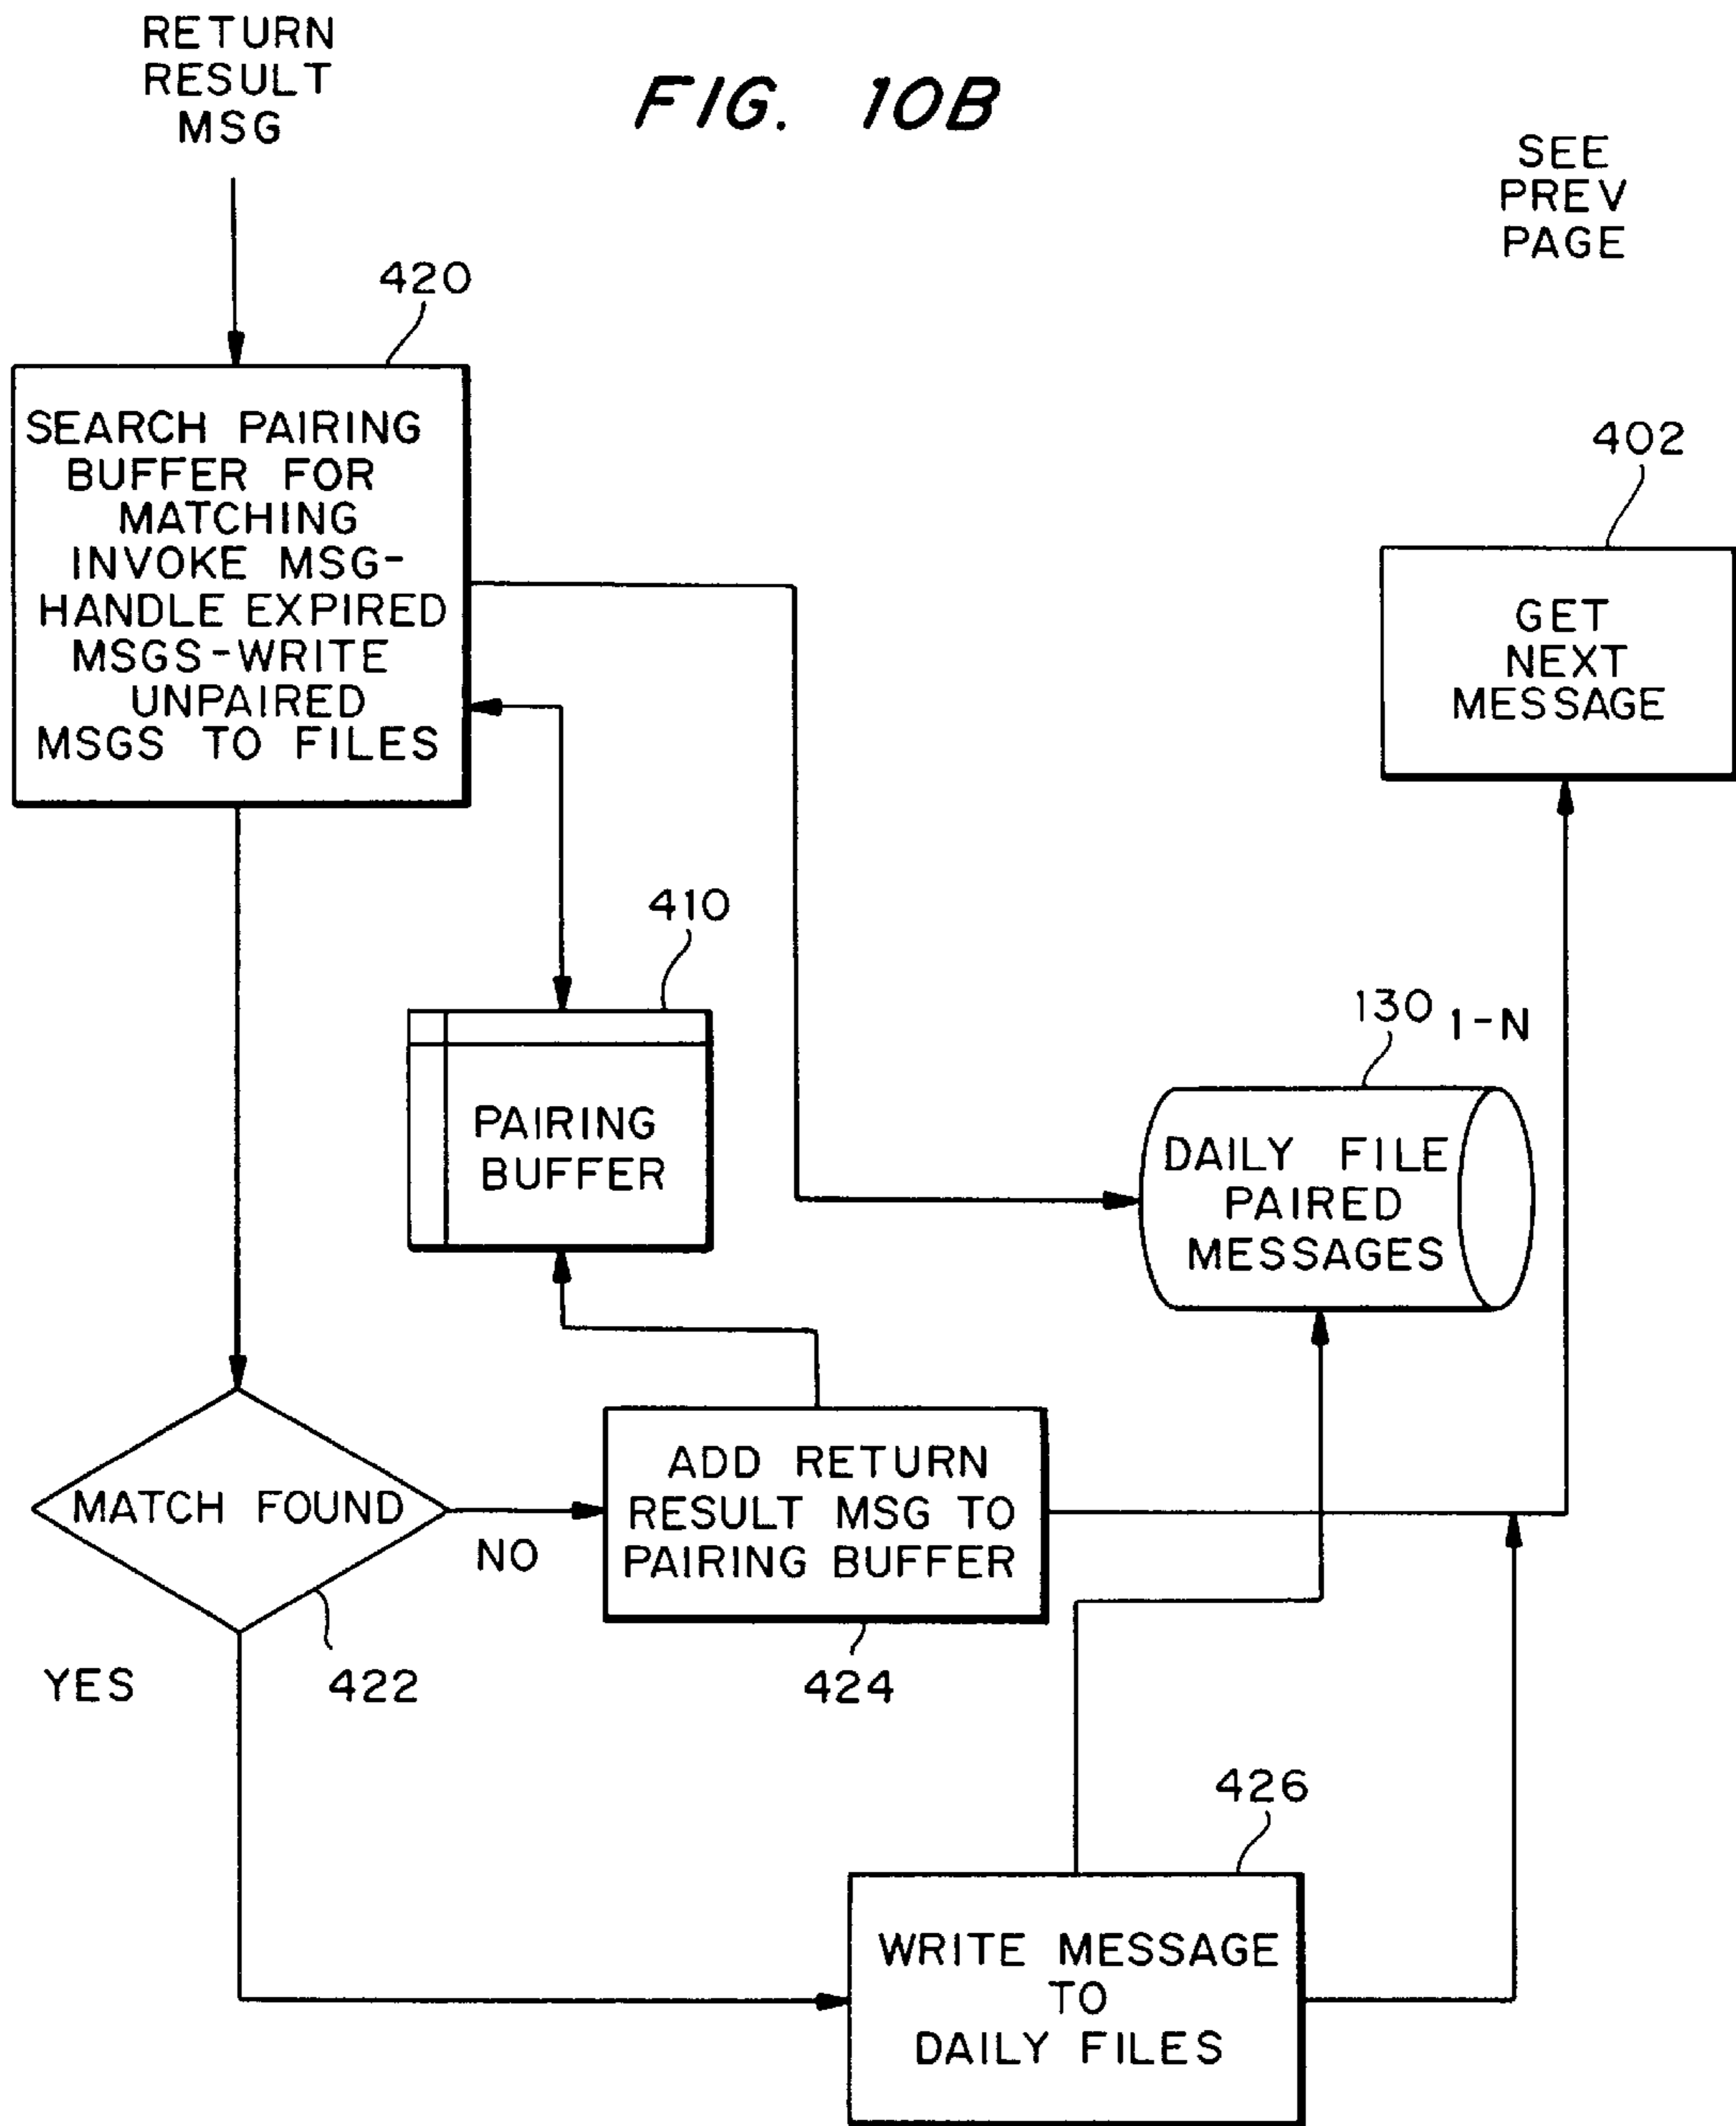 RETURN
RESULT
MSG
FIG. 10B
SEE
PREV
PAGE
420
SEARCH PAIRING
BUFFER FOR
MATCHING
INVOKE MSG-
HANDLE EXPIRED
MSGS-WRITE
UNPAIRED
MSGS TO FILES
402
GET
NEXT
MESSAGE
410
PAIRING
BUFFER
130 1-N
DAILY FILE
PAIRED
MESSAGES
MATCH FOUND
NO
YES
422
ADD RETURN
RESULT MSG TO
PAIRING BUFFER
424
426
WRITE MESSAGE
TO
DAILY FILES